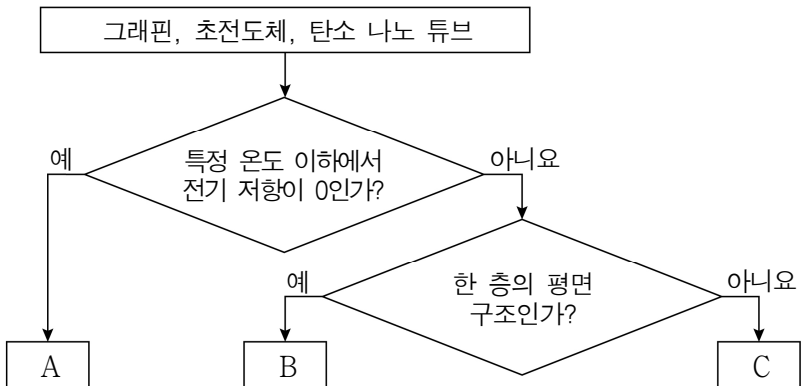 그래핀, 초전도체, 탄소 나노 튜브
예
특정 온도 이하에서
전기 저항이 0인가?
아니요
예
한 층의 평면
구조인가?
아니요
A
B
C